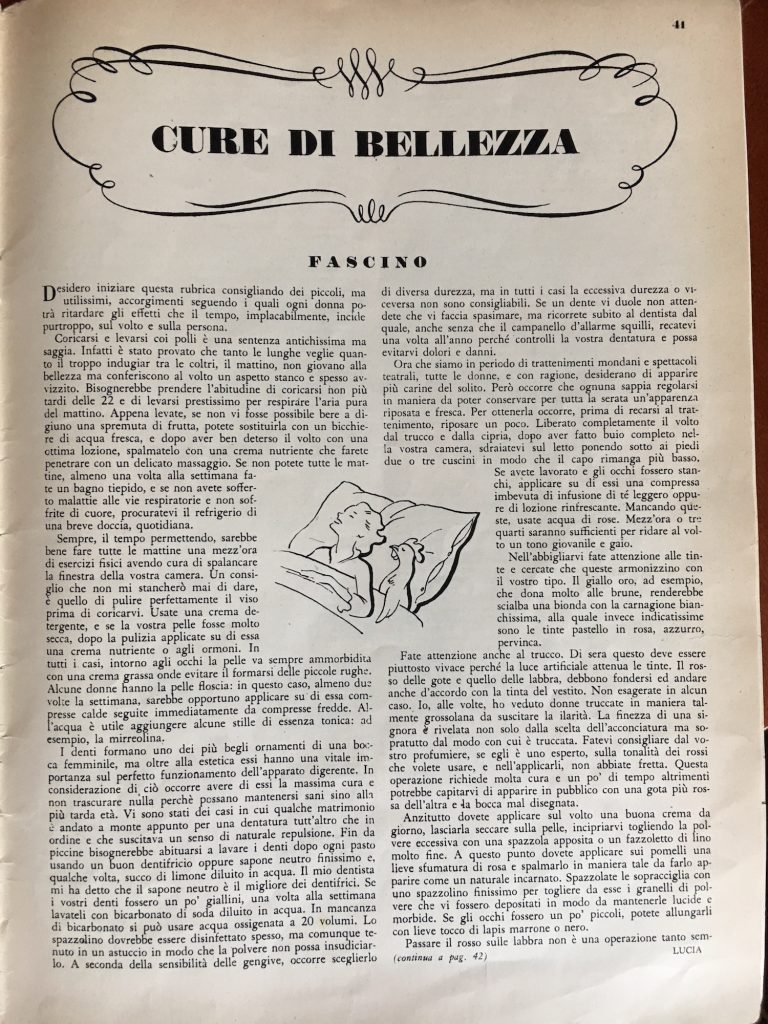 41
CURE DI BELLEZZA
FASCINO
Desidero iniziare questa rubrica consigliando dei piccoli, ma
utilissimi, accorgimenti seguendo i quali ogni donna po-
trà ritardare gli effetti che il tempo, implacabilmente, incide
purtroppo, sul volto e sulla persona.
Coricarsi e levarsi coi polli è una sentenza antichissima ma
saggia. Infatti è stato provato che tanto le lunghe veglie quan-
to il troppo indugiar tra le coltri, il mattino, non giovano alla
bellezza ma conferiscono al volto un aspetto stanco e spesso av-
vizzito. Bisognerebbe prendere l'abitudine di coricarsi non più
tardi delle 22 e di levarsi prestissimo per respirare l'aria pura
del mattino. Appena levate, se non vi fosse possibile bere a di-
giuno una spremuta di frutta, potete sostituirla con un bicchie-
re di acqua fresca, e dopo aver ben deterso il volto con una
ottima lozione, spalmatelo con una crema nutriente che farete
penetrare con un delicato massaggio. Se non potete tutte le mat-
tine, almeno una volta alla settimana fa-
te un bagno tiepido, e se non avete soffer-
to malattie alle vie respiratorie e non sof-
frite di cuore, procuratevi il refrigerio di
una breve doccia, quotidiana.
Sempre, il tempo permettendo, sarebbe
bene fare tutte le mattine una mezz'ora
di esercizi fisici avendo cura di spalancare
la finestra della vostra camera. Un consi-
glio che non mi stancherò mai di dare,
è quello di pulire perfettamente il viso
prima di coricarvi. Usate una crema de-
tergente, e se la vostra pelle fosse molto
secca, dopo la pulizia applicate su di essa
una crema nutriente o agli ormoni. In
tutti i casi, intorno agli occhi la pelle va sempre ammorbidita
con una crema grassa onde evitare il formarsi delle piccole rughe.
Alcune donne hanno la pelle floscia: in questo caso, almeno due
volte la settimana, sarebbe opportuno applicare su di essa com-
presse calde seguite immediatamente da compresse fredde. Al-
l'acqua è utile aggiungere alcune stille di essenza tonica: ad
esempio, la mirreolina.
I denti formano uno dei più begli ornamenti di una boc-
ca femminile, ma oltre alla estetica essi hanno una vitale im-
portanza sul perfetto funzionamento dell'apparato digerente. In
considerazione di ciò occorre avere di essi la massima cura e
non trascurare nulla perchè possano mantenersi sani sino alla
più tarda età. Vi sono stati dei casi in cui qualche matrimonio
è andato a monte appunto per una dentatura tutt'altro che in
ordine e che suscitava un senso di naturale repulsione. Fin da
piccine bisognerebbe abituarsi a lavare i denti dopo ogni pasto
usando un buon dentifricio oppure sapone neutro finissimo e,
qualche volta, succo di limone diluito in acqua. Il mio dentista
mi ha detto che il sapone neutro è il migliore dei dentifrici. Se
i vostri denti fossero un po' giallini, una volta alla settimana
lavateli con bicarbonato di soda diluito in acqua. In mancanza
di bicarbonato si può usare acqua ossigenata a 20 volumi. Lo
spazzolino dovrebbe essere disinfettato spesso, ma comunque te-
nuto in un astuccio in modo che la polvere non possa insudiciar-
lo. A seconda della sensibilità delle gengive, occorre sceglierlo
di diversa durezza, ma in tutti i casi la eccessiva durezza o vi-
ceversa non sono consigliabili. Se un dente vi duole non atten-
dete che vi faccia spasimare, ma ricorrete subito al dentista dal
quale, anche senza che il campanello d'allarme squilli, recatevi
una volta all'anno perché controlli la vostra dentatura e possa
evitarvi dolori e danni.
Ora che siamo in periodo di trattenimenti mondani e spettacoli
teatrali, tutte le donne, e con ragione, desiderano di apparire
più carine del solito. Però occorre che ognuna sappia regolarsi
in maniera da poter conservare per tutta la serata un'apparenza
riposata e fresca. Per ottenerla occorre, prima di recarsi al trat-
tenimento, riposare un poco. Liberato completamente il volto
dal trucco e dalla cipria, dopo aver fatto buio completo nel-
la vostra camera, sdraiatevi sul letto ponendo sotto ai piedi
due o tre cuscini in modo che il capo rimanga più basso.
Se avete lavorato e gli occhi fossero stan-
chi, applicare su di essi una compressa
imbevuta di infusione di té leggero oppu-
re di lozione rinfrescante. Mancando que-
ste, usate acqua di rose. Mezz'ora o tre
quarti saranno sufficienti per ridare al vol-
to un tono giovanile e gaio.
Nell'abbigliarvi fate attenzione alle tin-
te e cercate che queste armonizzino con
il vostro tipo. Il giallo oro, ad esempio,
che dona molto alle brune, renderebbe
scialba una bionda con la carnagione bian-
chissima, alla quale invece indicatissime
sono le tinte pastello in rosa, azzurro,
pervinca.
Fate attenzione anche al trucco. Di sera questo deve essere
piuttosto vivace perché la luce artificiale attenua le tinte. Il ros-
so delle gote e quello delle labbra, debbono fondersi ed andare
anche d'accordo con la tinta del vestito. Non esagerate in alcun
caso. Io, alle volte, ho veduto donne truccate in maniera tal-
mente grossolana da suscitare la ilarità. La finezza di una si-
gnora è rivelata non solo dalla scelta dell'acconciatura ma so-
pratutto dal modo con cui è truccata. Fatevi consigliare dal vo-
stro profumiere, se egli è uno esperto, sulla tonalità dei rossi
che volete usare, e nell'applicarli, non abbiate fretta. Questa
operazione richiede molta cura e un po' di tempo altrimenti
potrebbe capitarvi di apparire in pubblico con una gota più ros-
sa dell'altra e la bocca mal disegnata.
Anzitutto dovete applicare sul volto una buona crema da
giorno, lasciarla seccare sulla pelle, incipriarvi togliendo la pol-
vere eccessiva con una spazzola apposita o un fazzoletto di lino
molto fine. A questo punto dovete applicare sui pomelli una
lieve sfumatura di rosa e spalmarlo in maniera tale da farlo ap-
parire come un naturale incarnato. Spazzolate le sopracciglia con
uno spazzolino finissimo per togliere da esse i granelli di pol-
vere che vi fossero depositati in modo da mantenerle lucide e
morbide. Se gli occhi fossero un po' piccoli, potete allungarli
con lieve tocco di lapis marrone o nero.
Passare il rosso sulle labbra non è una operazione tanto sem-
(continua a pag. 42)
LUCIA